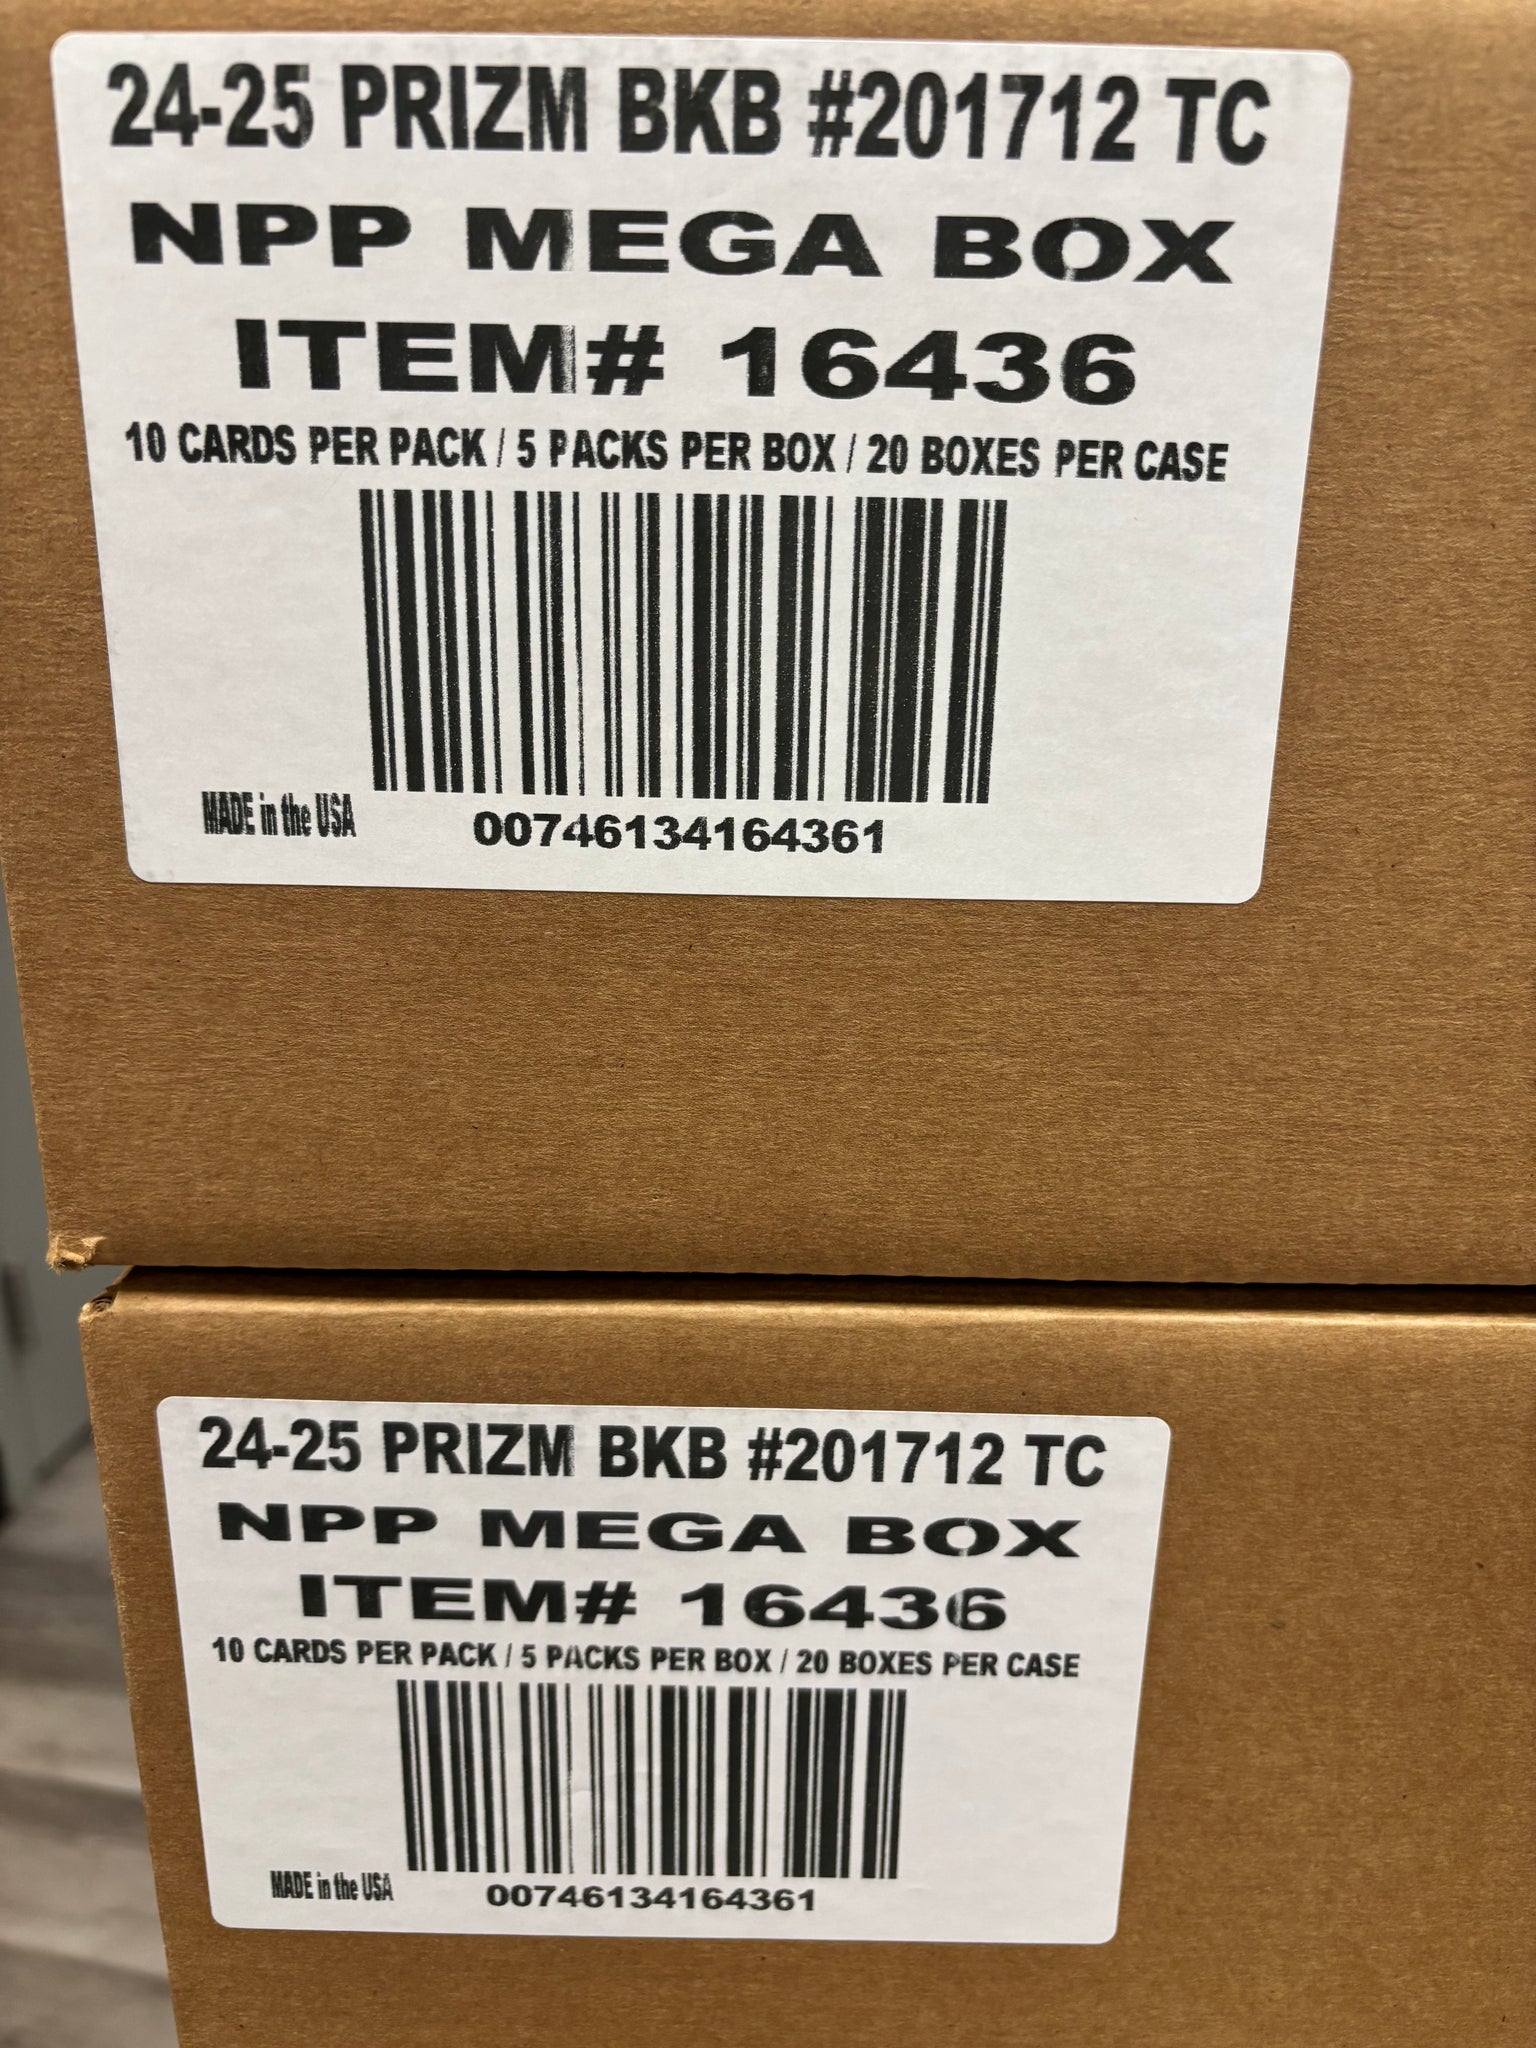 24-25 PRIZM BKB #201712 TC
NPP MEGA BOX
ITEM# 16436
10 CARDS PER PACK / 5 PACKS PER BOX / 20 BOXES PER CASE
MADE in the USA
00746134164361
24-25 PRIZM BKB #201712 TC
NPP MEGA BOX
ITEM# 16436
10 CARDS PER PACK / 5 PACKS PER BOX / 20 BOXES PER CASE
MADE in the USA
00746134164361